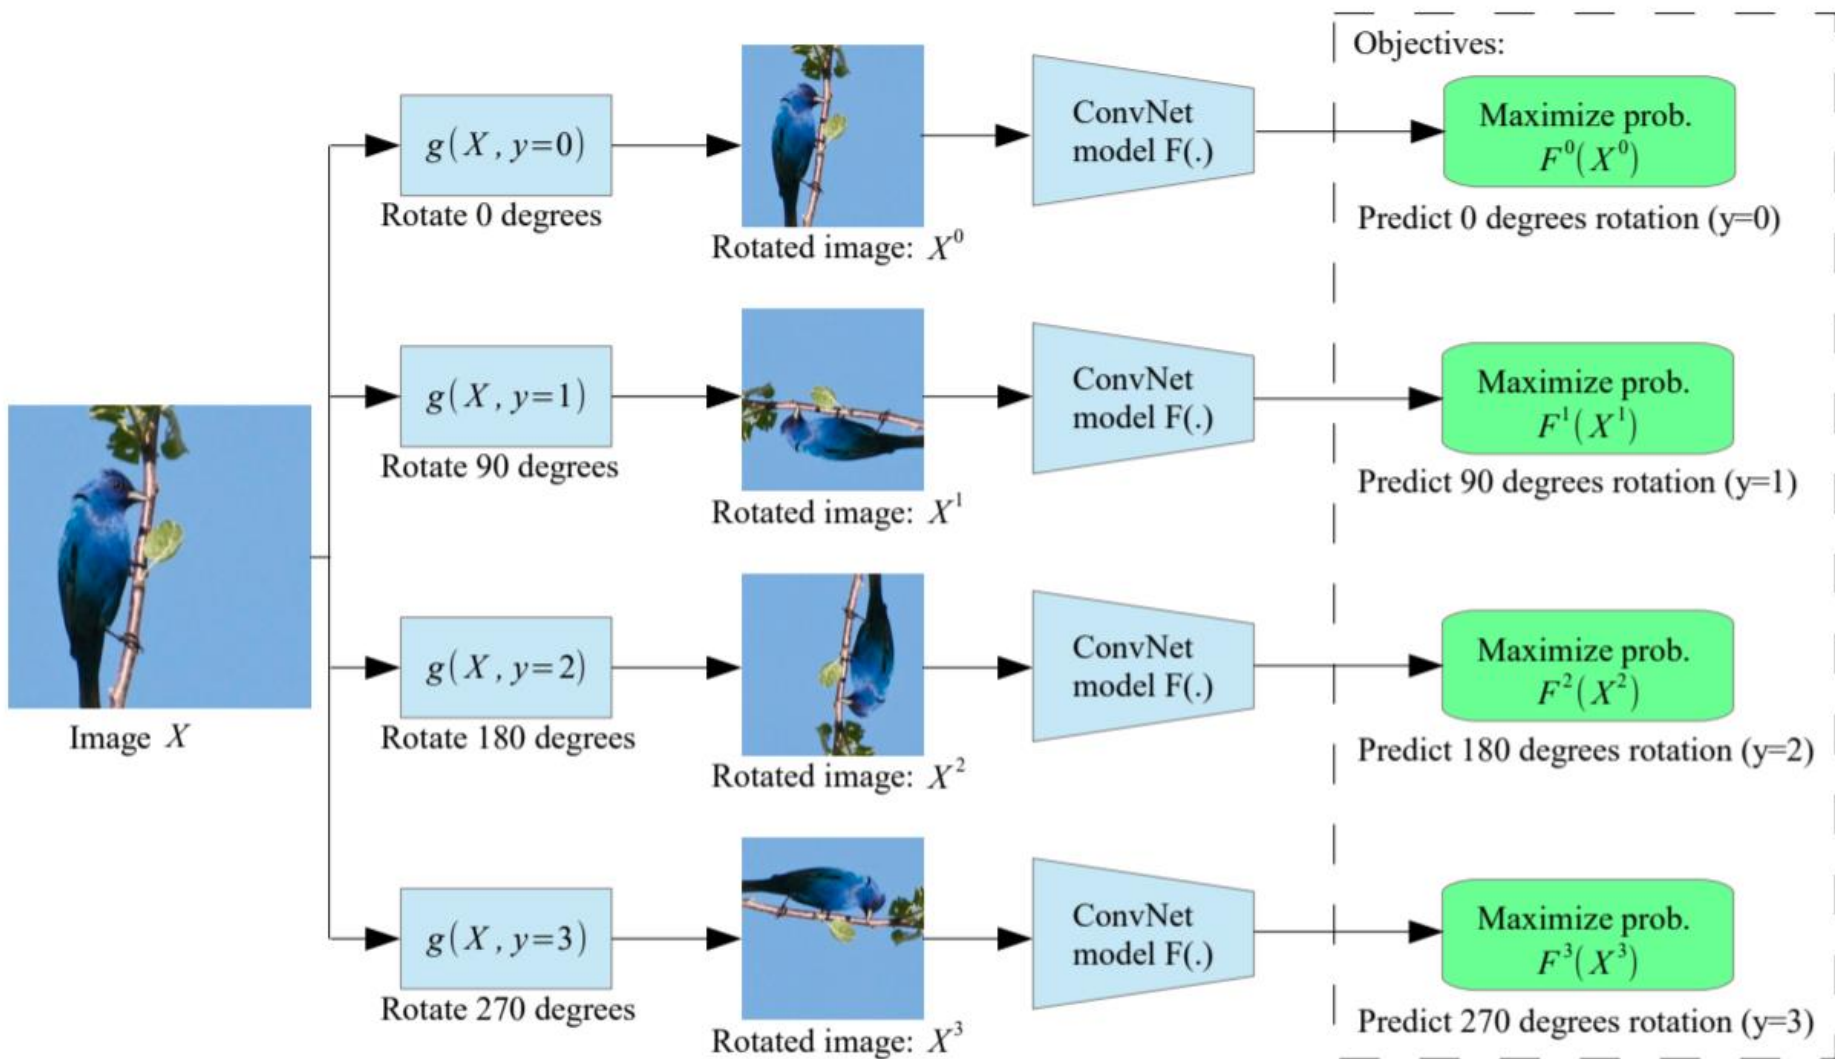 Objectives:
g(X, y=0)
Rotate 0 degrees
Rotated image: X⁰
ConvNet
model F(.)
Maximize prob.
F⁰(X⁰)
Predict 0 degrees rotation (y=0)
g(X, y=1)
Rotate 90 degrees
Rotated image: X¹
ConvNet
model F(.)
Maximize prob.
F¹(X¹)
Predict 90 degrees rotation (y=1)
Image X
g(X, y=2)
Rotate 180 degrees
Rotated image: X²
ConvNet
model F(.)
Maximize prob.
F²(X²)
Predict 180 degrees rotation (y=2)
g(X, y=3)
Rotate 270 degrees
Rotated image: X³
ConvNet
model F(.)
Maximize prob.
F³(X³)
Predict 270 degrees rotation (y=3)